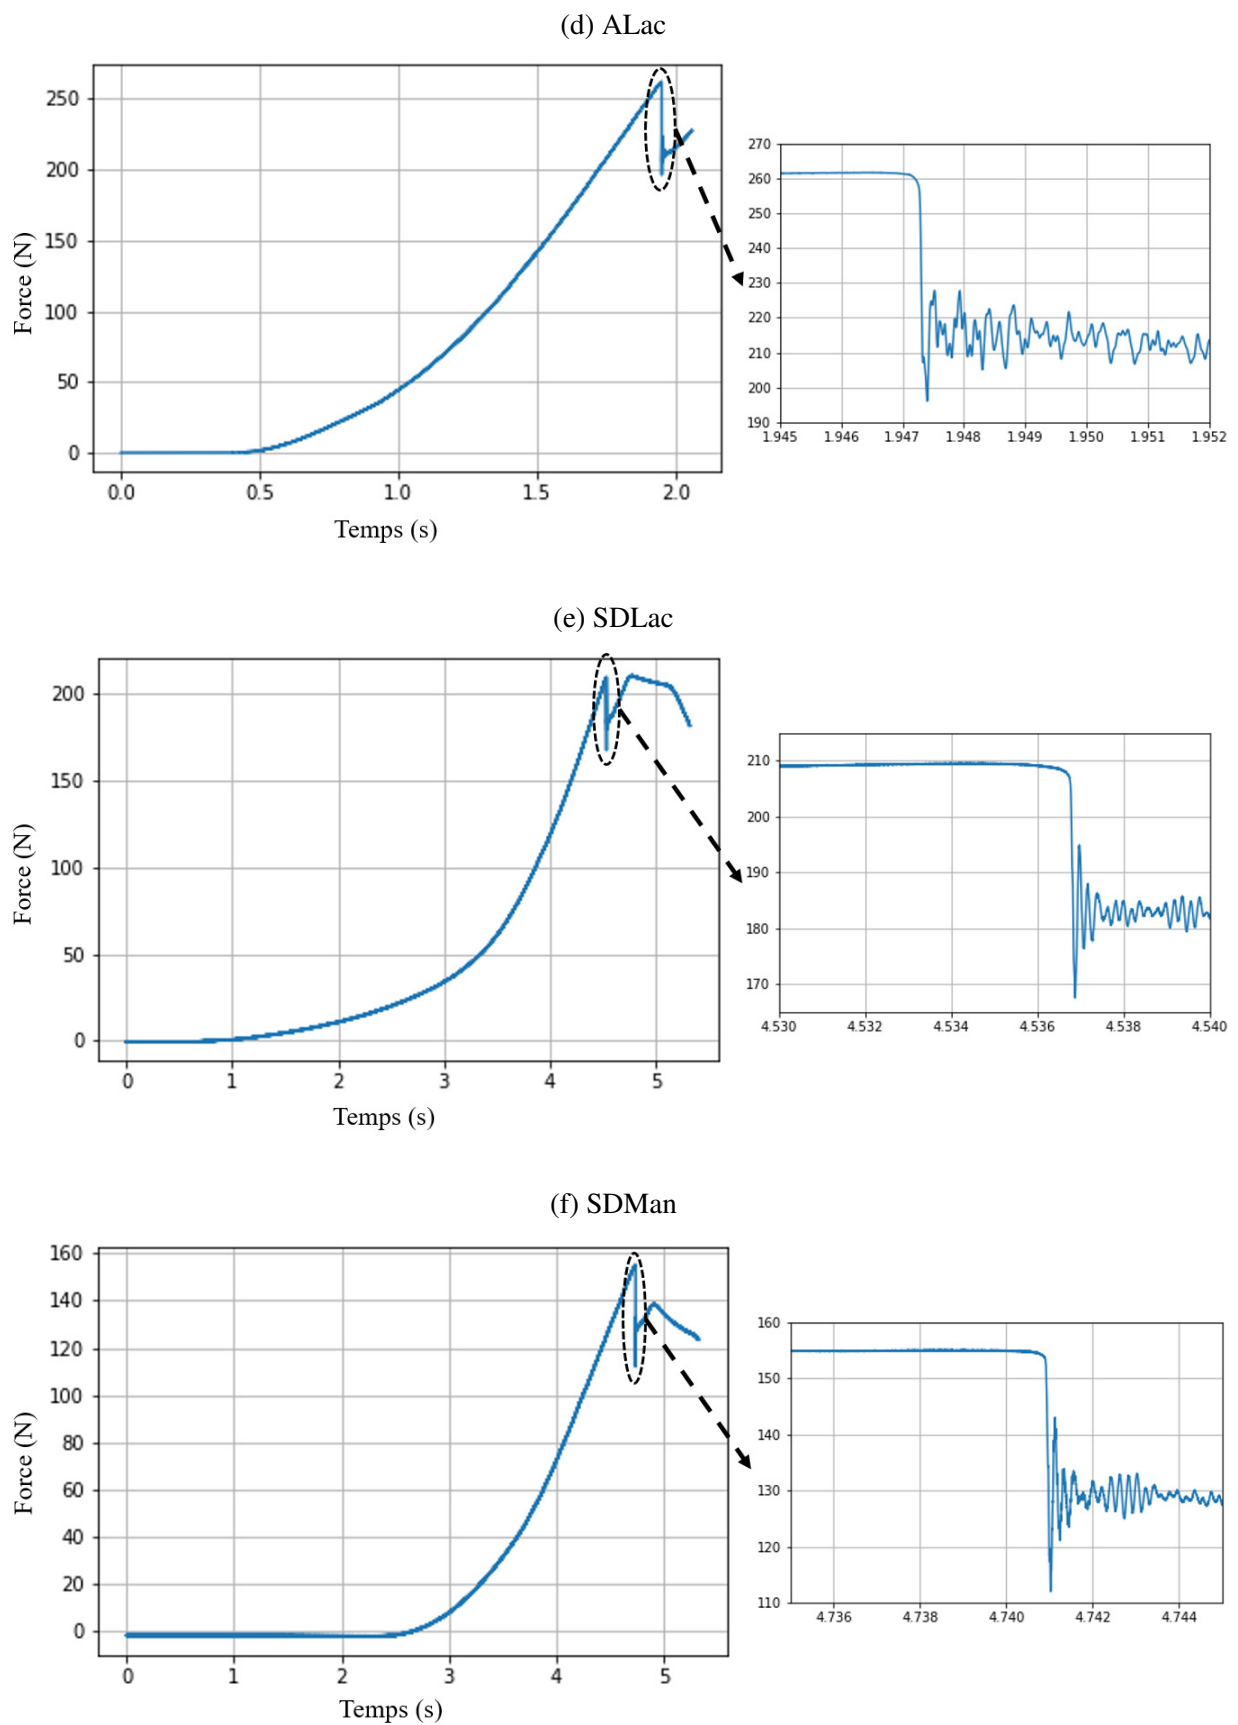 (d) ALac
250
200
150
100
50
0
Force (N)
0.0 0.5 1.0 1.5 2.0
Temps (s)
270
260
250
240
230
220
210
200
190
1.945 1.946 1.947 1.948 1.949 1.950 1.951 1.952
(e) SDLac
200
150
100
50
0
Force (N)
0 1 2 3 4 5
Temps (s)
210
200
190
180
170
4.530 4.532 4.534 4.536 4.538 4.540
(f) SDMan
160
140
120
100
80
60
40
20
0
Force (N)
0 1 2 3 4 5
Temps (s)
160
150
140
130
120
110
4.736 4.738 4.740 4.742 4.744